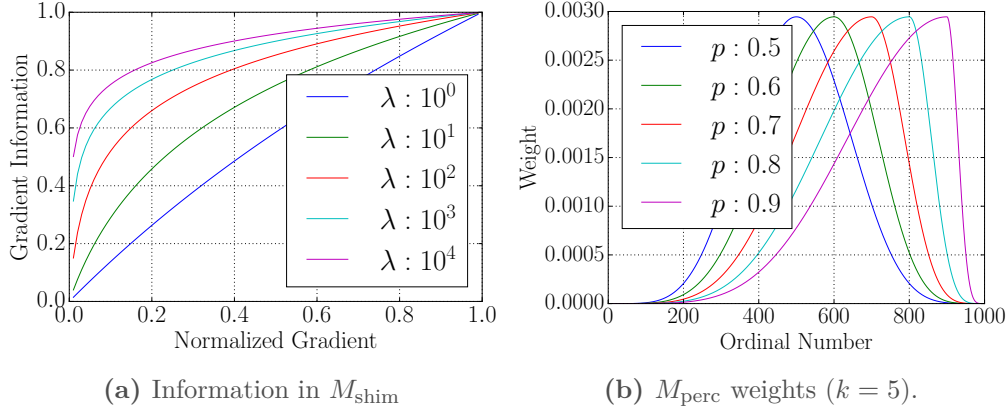 1.0
0.8
0.6
0.4
0.2
0.0
Gradient Information
λ : 10⁰
λ : 10¹
λ : 10²
λ : 10³
λ : 10⁴
0.0 0.2 0.4 0.6 0.8 1.0
Normalized Gradient
(a) Information in M_shim
0.0030
0.0025
0.0020
0.0015
0.0010
0.0005
0.0000
Weight
p : 0.5
p : 0.6
p : 0.7
p : 0.8
p : 0.9
0 200 400 600 800 1000
Ordinal Number
(b) M_perc weights (k = 5).